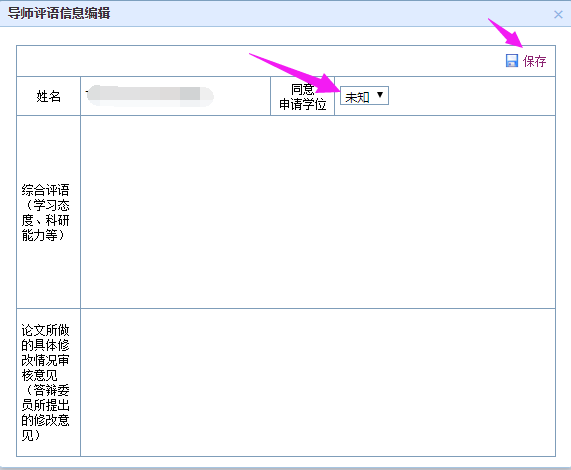 导师评语信息编辑
保存
姓名
同意
申请学位
未知
综合评语
（学习态
度、科研
能力等）
论文所做
的具体修
改情况审
核意见
（答辩委
员所提出
的修改意
见）